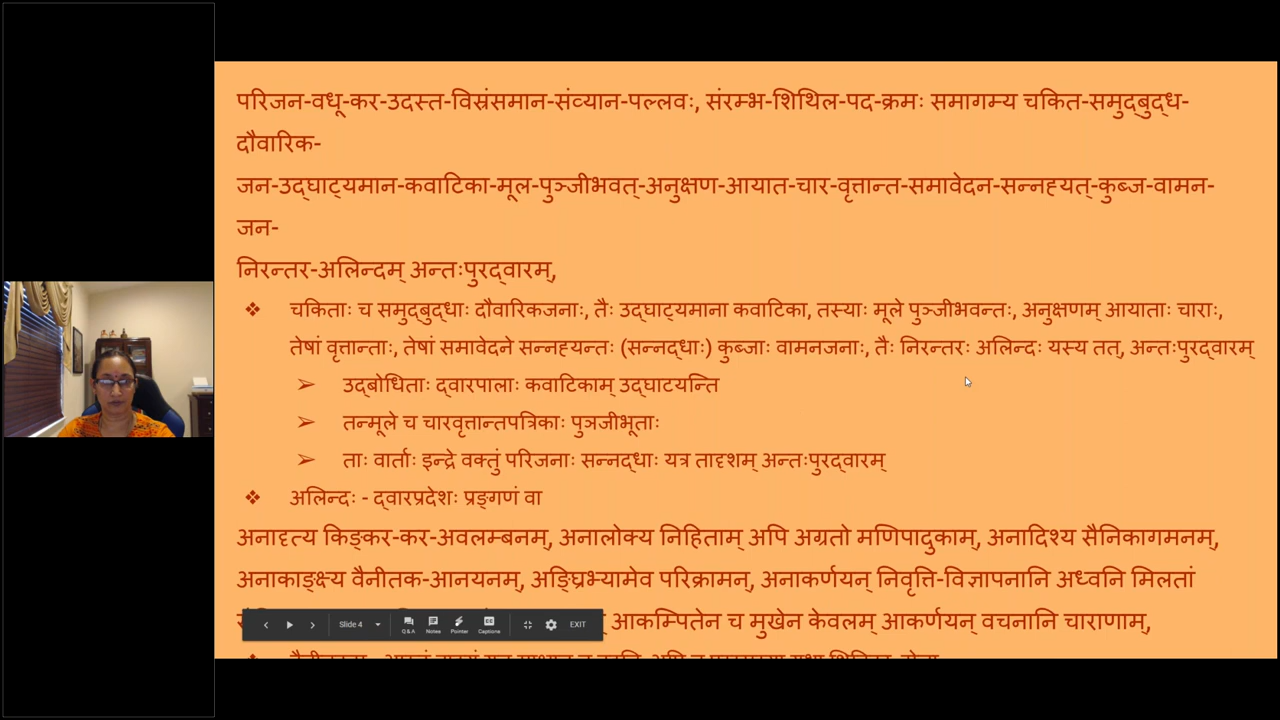 परिजन-वधू-कर-उदस्त-विस्रंसमान-संव्यान-पल्लवः, संरम्भ-शिथिल-पद-क्रमः समागम्य चकित-समुद्बुद्ध-
दौवारिक-
जन-उद्घाट्यमान-कवाटिका-मूल-पुञ्जीभवत्-अनुक्षण-आयात-चार-वृत्तान्त-समावेदन-सन्नह्यत्-कुब्ज-वामन-
जन-
निरन्तर-अलिन्दम् अन्तःपुरद्वारम्,
❖ चकिताः च समुद्बुद्धाः दौवारिकजनाः, तैः उद्घाट्यमाना कवाटिका, तस्याः मूले पुञ्जीभवन्तः, अनुक्षणम् आयाताः चाराः,
तेषां वृत्तान्ताः, तेषां समावेदने सन्नह्यन्तः (सन्नद्धाः) कुब्जाः वामनजनाः, तैः निरन्तरः अलिन्दः यस्य तत्, अन्तःपुरद्वारम्
➢ उद्बोधिताः द्वारपालाः कवाटिकाम् उद्घाटयन्ति
➢ तन्मूले च चारवृत्तान्तपत्रिकाः पुञजीभूताः
➢ ताः वार्ताः इन्द्रे वक्तुं परिजनाः सन्नद्धाः यत्र तादृशम् अन्तःपुरद्वारम्
❖ अलिन्दः - द्वारप्रदेशः प्रङ्गणं वा
अनादृत्य किङ्कर-कर-अवलम्बनम्, अनालोक्य निहिताम् अपि अग्रतो मणिपादुकाम्, अनादिश्य सैनिकागमनम्,
अनाकाङ्क्ष्य वैनीतक-आनयनम्, अङ्घ्रिभ्यामेव परिक्रामन्, अनाकर्णयन् निवृत्ति-विज्ञापनानि अध्वनि मिलतां
आकम्पितेन च मुखेन केवलम् आकर्णयन् वचनानि चाराणाम्,
Slide 4
Q & A Notes Pointer Captions EXIT